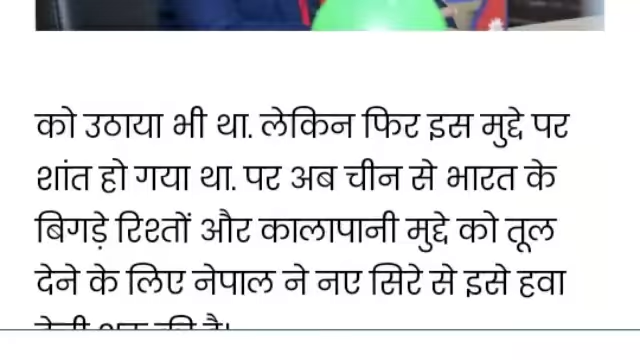 को उठाया भी था. लेकिन फिर इस मुद्दे पर
शांत हो गया था. पर अब चीन से भारत के
बिगड़े रिश्तों और कालापानी मुद्दे को तूल
देने के लिए नेपाल ने नए सिरे से इसे हवा